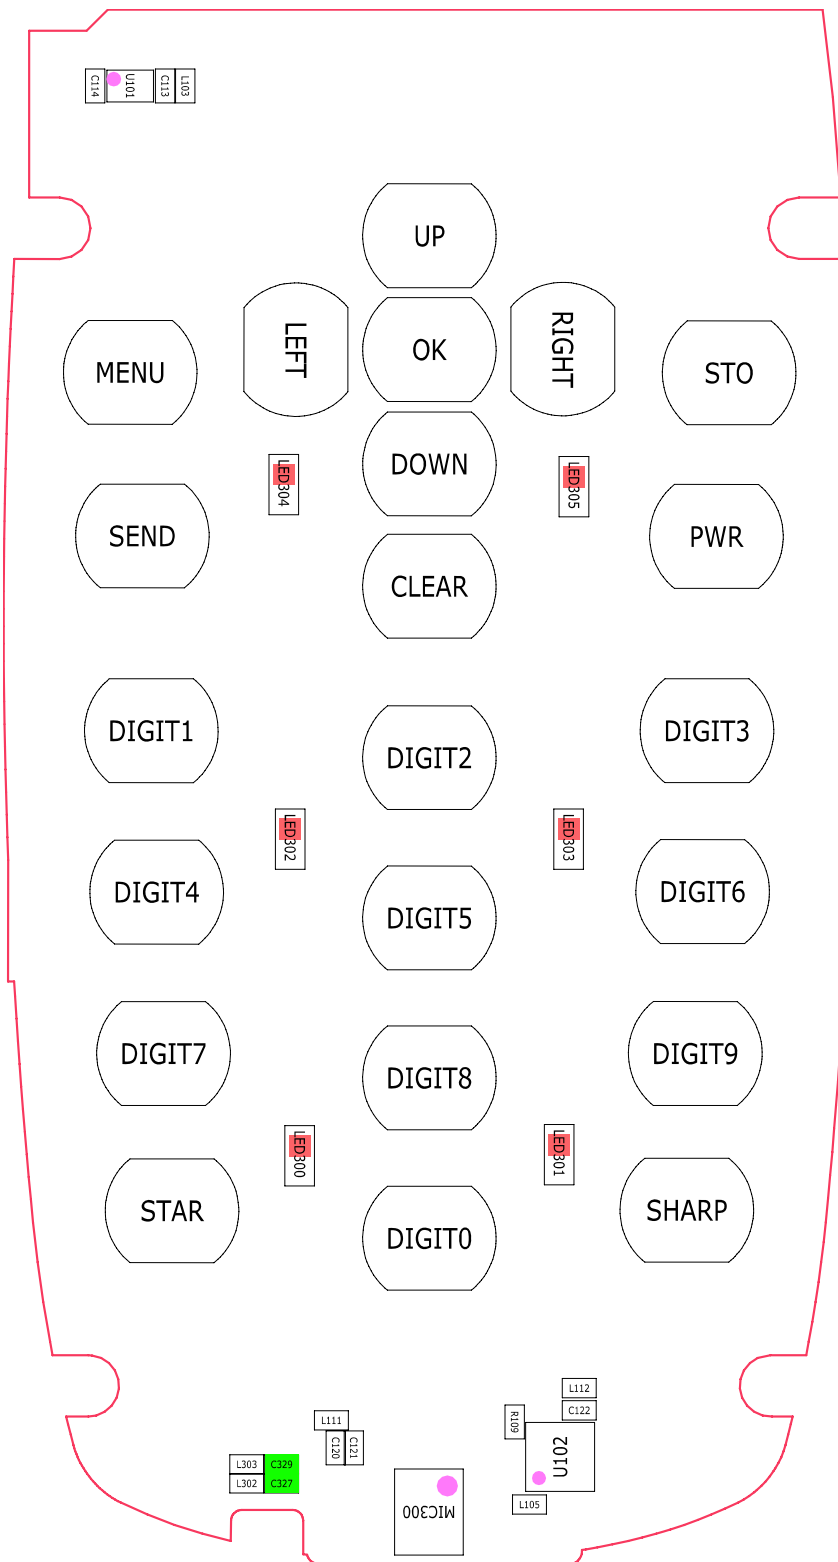 C114
U101
C113
L103
UP
LEFT
OK
RIGHT
MENU
STO
DOWN
LED304
LED305
SEND
PWR
CLEAR
DIGIT1
DIGIT2
DIGIT3
LED302
LED303
DIGIT4
DIGIT5
DIGIT6
DIGIT7
DIGIT8
DIGIT9
LED300
LED301
STAR
DIGIT0
SHARP
L112
C122
R109
L111
C120
C121
U102
L303
C329
L302
C327
L105
MIC300